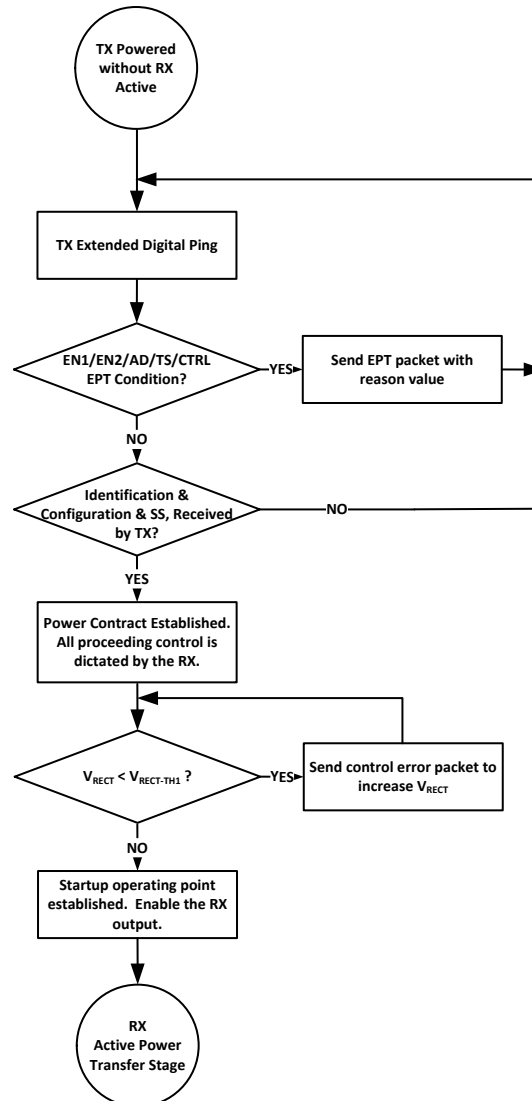 TX Powered
without RX
Active
TX Extended Digital Ping
EN1/EN2/AD/TS/CTRL
EPT Condition?
YES
Send EPT packet with
reason value
NO
Identification &
Configuration & SS, Received
by TX?
NO
YES
Power Contract Established.
All proceeding control is
dictated by the RX.
VRECT < VRECT-TH1 ?
YES
Send control error packet to
increase VRECT
NO
Startup operating point
established. Enable the RX
output.
RX
Active Power
Transfer Stage